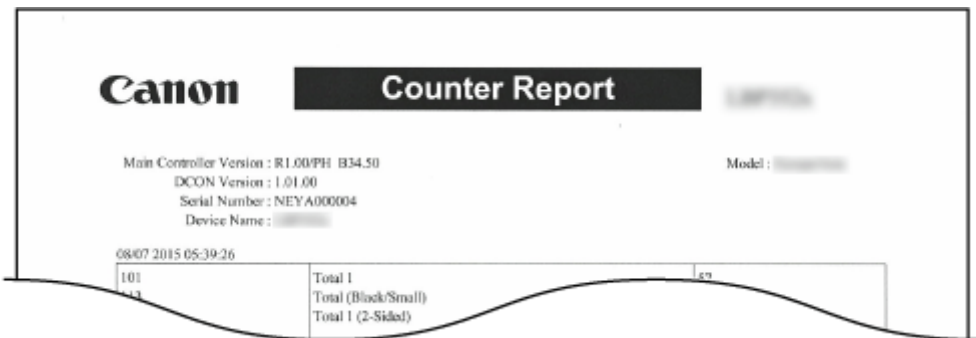 Canon Counter Report
Main Controller Version : R1.00/PH B34.50 Model :
DCON Version : 1.01.00
Serial Number : NEYA000004
Device Name :
08/07 2015 05:39:26
101 Total 1
Total (Black/Small)
Total 1 (2-Sided)